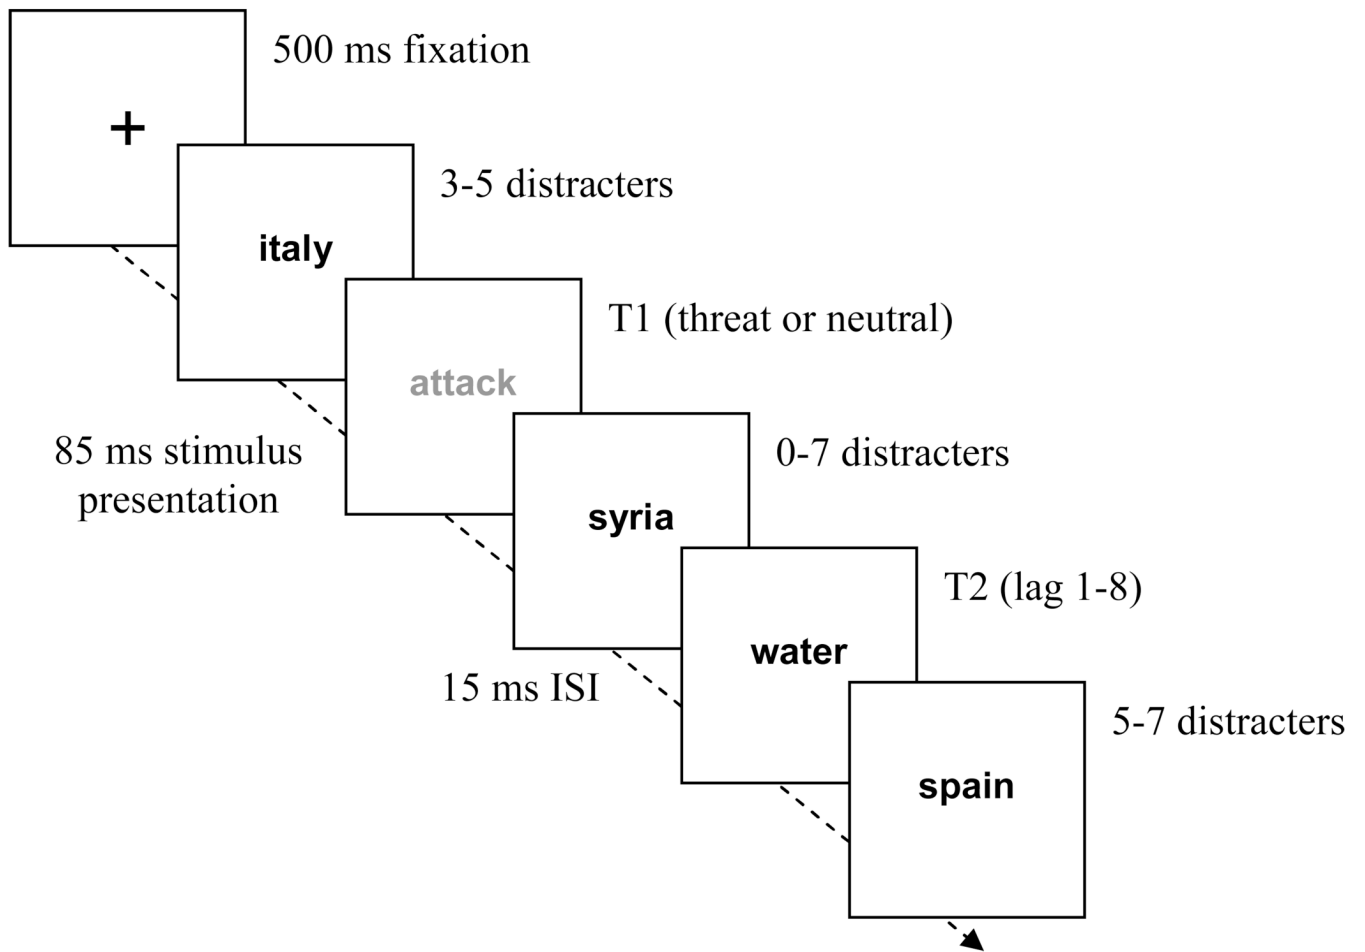 500 ms fixation
+
3-5 distracters
italy
T1 (threat or neutral)
attack
85 ms stimulus
presentation
0-7 distracters
syria
T2 (lag 1-8)
water
15 ms ISI
5-7 distracters
spain